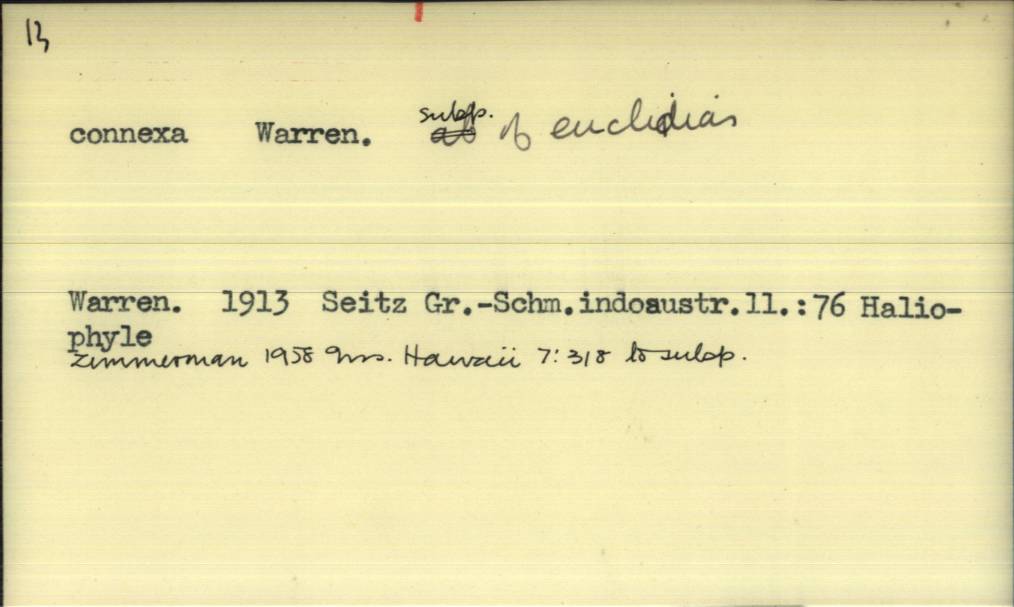 13
connexa Warren. subsp. ab of euclidias
Warren. 1913 Seitz Gr.-Schm.indoaustr.11.:76 Halio-
phyle
Zimmerman 1958 Ins. Hawaii 7:318 to subsp.